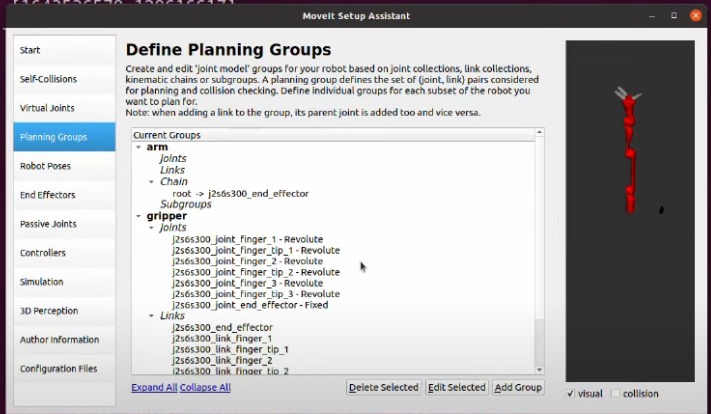 MoveIt Setup Assistant
Start
Self-Collisions
Virtual Joints
Planning Groups
Robot Poses
End Effectors
Passive Joints
Controllers
Simulation
3D Perception
Author Information
Configuration Files
Define Planning Groups
Create and edit 'joint model' groups for your robot based on joint collections, link collections,
kinematic chains or subgroups. A planning group defines the set of (joint, link) pairs considered
for planning and collision checking. Define individual groups for each subset of the robot you
want to plan for.
Note: when adding a link to the group, its parent joint is added too and vice versa.
Current Groups
arm
Joints
Links
Chain
root -> j2s6s300_end_effector
Subgroups
gripper
Joints
j2s6s300_joint_finger_1 - Revolute
j2s6s300_joint_finger_tip_1 - Revolute
j2s6s300_joint_finger_2 - Revolute
j2s6s300_joint_finger_tip_2 - Revolute
j2s6s300_joint_finger_3 - Revolute
j2s6s300_joint_finger_tip_3 - Revolute
j2s6s300_joint_end_effector - Fixed
Links
j2s6s300_end_effector
j2s6s300_link_finger_1
j2s6s300_link_finger_tip_1
j2s6s300_link_finger_2
j2s6s300_link_finger_tip_2
Expand All Collapse All
Delete Selected
Edit Selected
Add Group
visual
collision